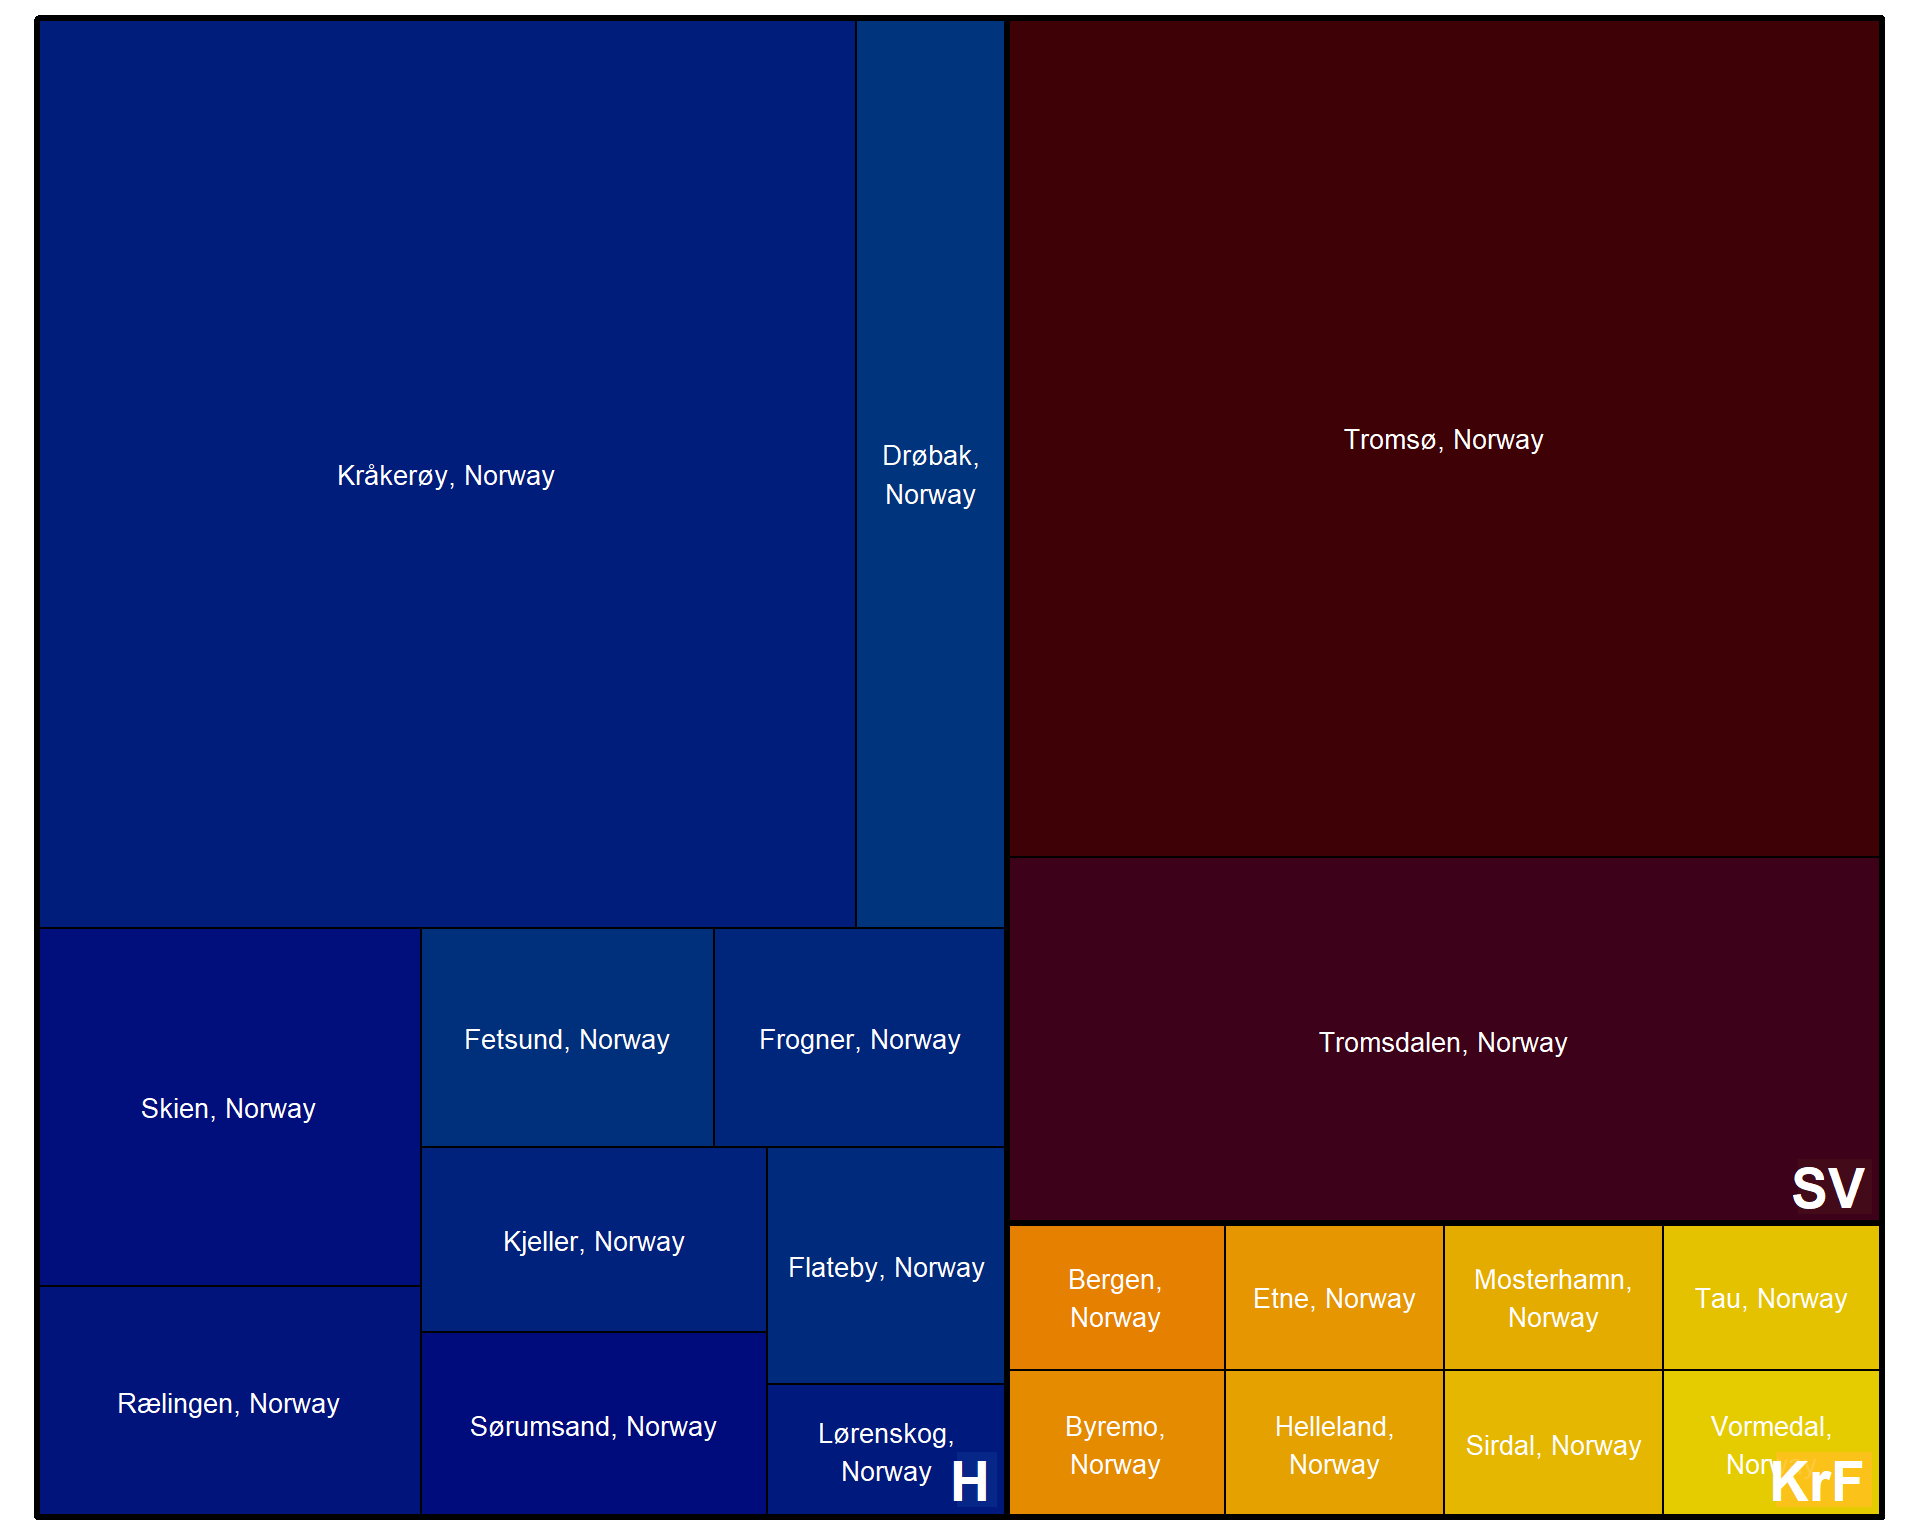 Kråkerøy, Norway
Drøbak,
Norway
Tromsø, Norway
Tromsdalen, Norway
SV
Skien, Norway
Fetsund, Norway
Frogner, Norway
Kjeller, Norway
Flateby, Norway
Rælingen, Norway
Sørumsand, Norway
Lørenskog,
Norway
H
Bergen,
Norway
Etne, Norway
Mosterhamn,
Norway
Tau, Norway
Byremo,
Norway
Helleland,
Norway
Sirdal, Norway
Vormedal,
Norway
KrF